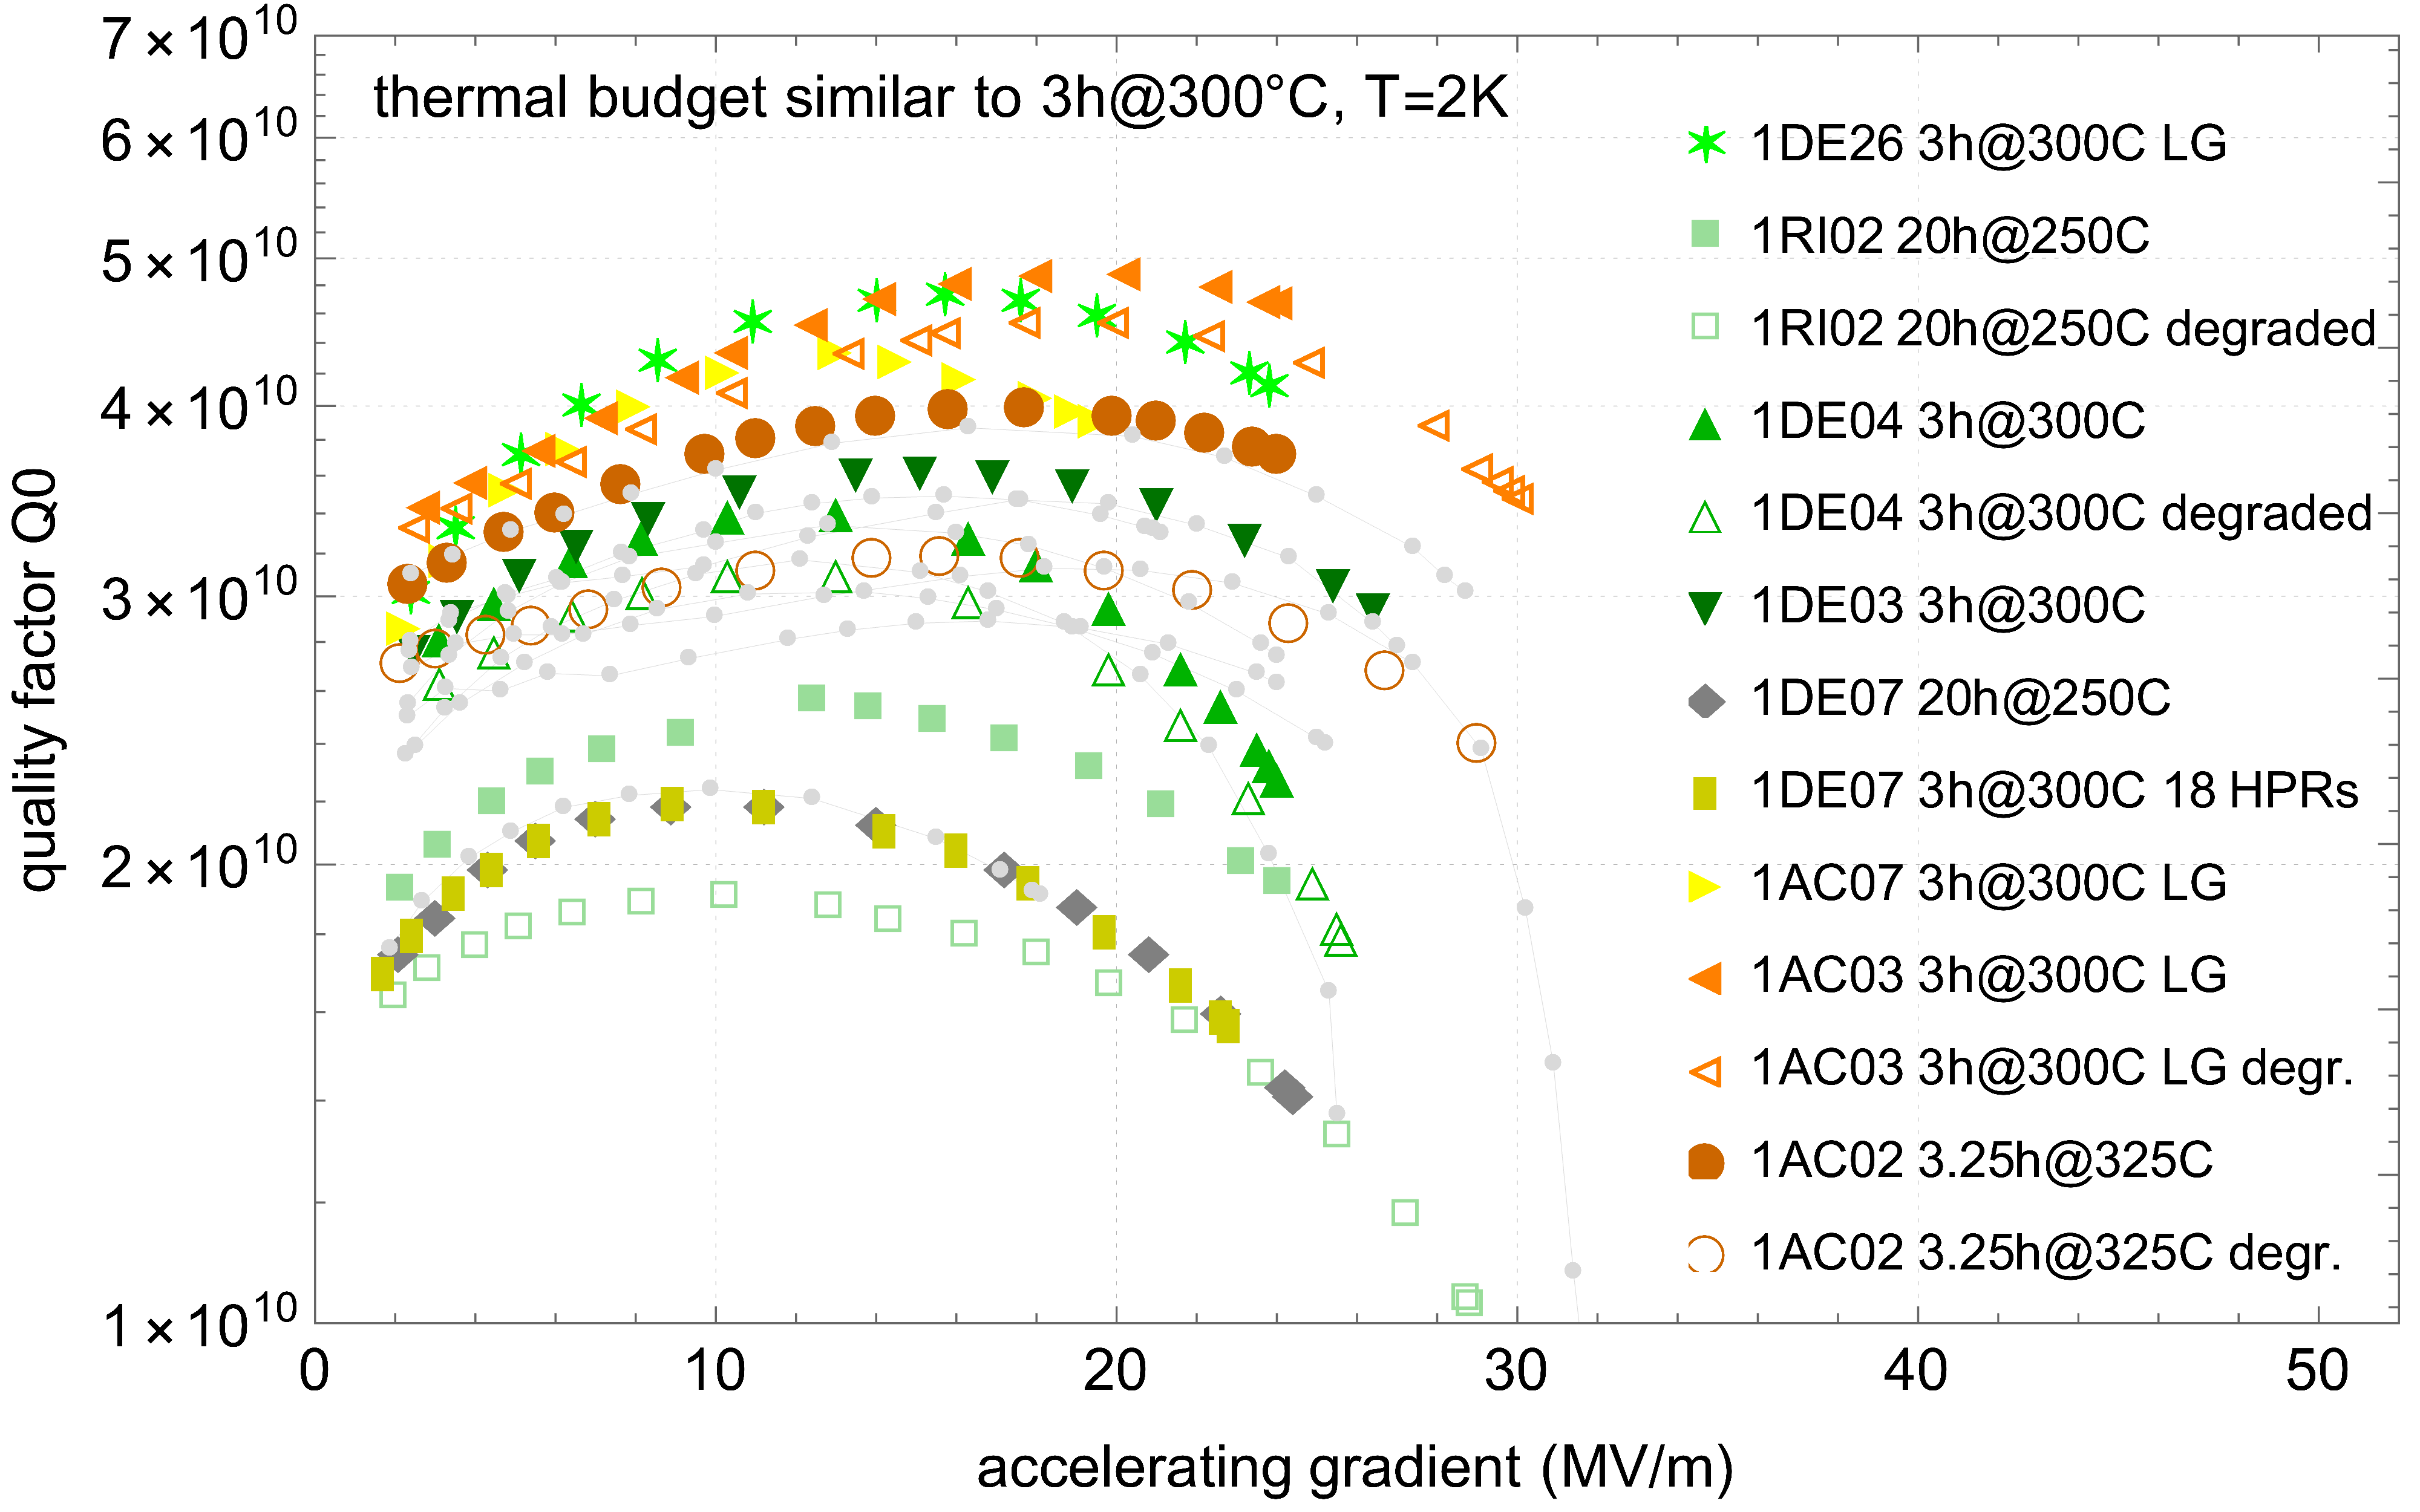 thermal budget similar to 3h@300°C, T=2K
quality factor Q0
7×10^10
6×10^10
5×10^10
4×10^10
3×10^10
2×10^10
1×10^10
1DE26 3h@300C LG
1RI02 20h@250C
1RI02 20h@250C degraded
1DE04 3h@300C
1DE04 3h@300C degraded
1DE03 3h@300C
1DE07 20h@250C
1DE07 3h@300C 18 HPRs
1AC07 3h@300C LG
1AC03 3h@300C LG
1AC03 3h@300C LG degr.
1AC02 3.25h@325C
1AC02 3.25h@325C degr.
0 10 20 30 40 50
accelerating gradient (MV/m)